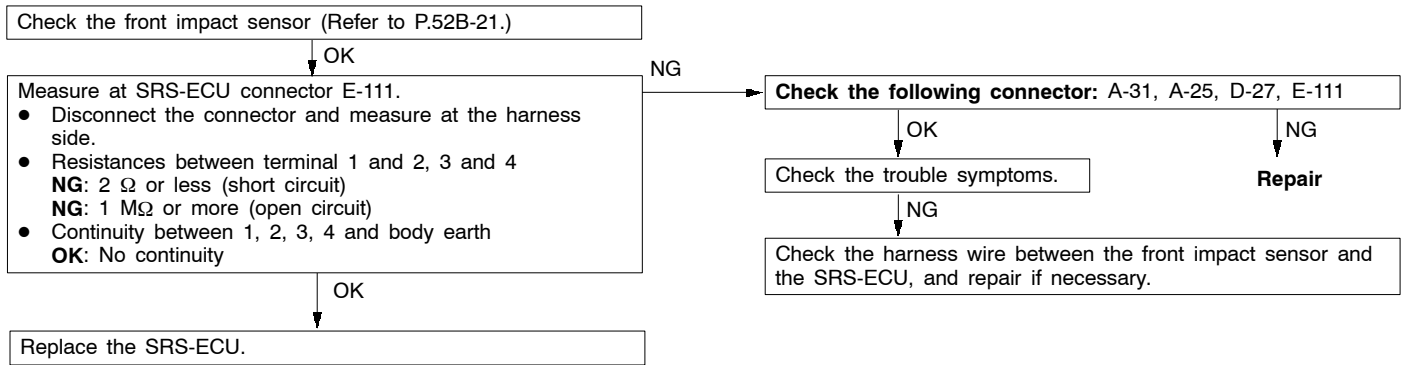 Check the front impact sensor (Refer to P.52B-21.)
OK
Measure at SRS-ECU connector E-111.
● Disconnect the connector and measure at the harness
side.
● Resistances between terminal 1 and 2, 3 and 4
NG: 2 Ω or less (short circuit)
NG: 1 MΩ or more (open circuit)
● Continuity between 1, 2, 3, 4 and body earth
OK: No continuity
OK
Replace the SRS-ECU.
NG
Check the following connector: A-31, A-25, D-27, E-111
OK
NG
Check the trouble symptoms.
Repair
NG
Check the harness wire between the front impact sensor and
the SRS-ECU, and repair if necessary.